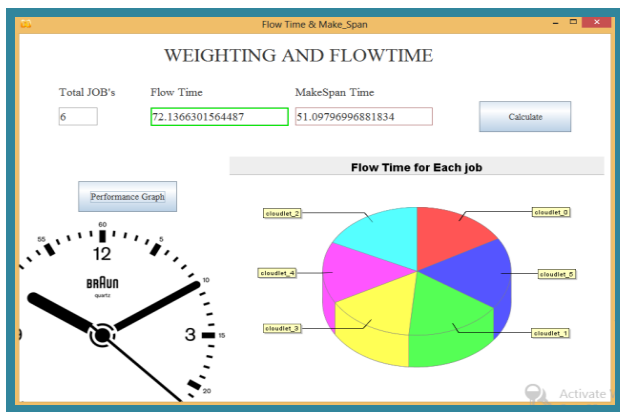 Flow Time & Make_Span
WEIGHTING AND FLOWTIME
Total JOB's Flow Time MakeSpan Time
6 72.1366301564487 51.09796996881834 Calculate
Flow Time for Each job
Performance Graph
cloudlet_2 cloudlet_0
cloudlet_4 cloudlet_5
cloudlet_3 cloudlet_1
60
55 5
12
BRAUN
quartz
10
3 15
20
Activate